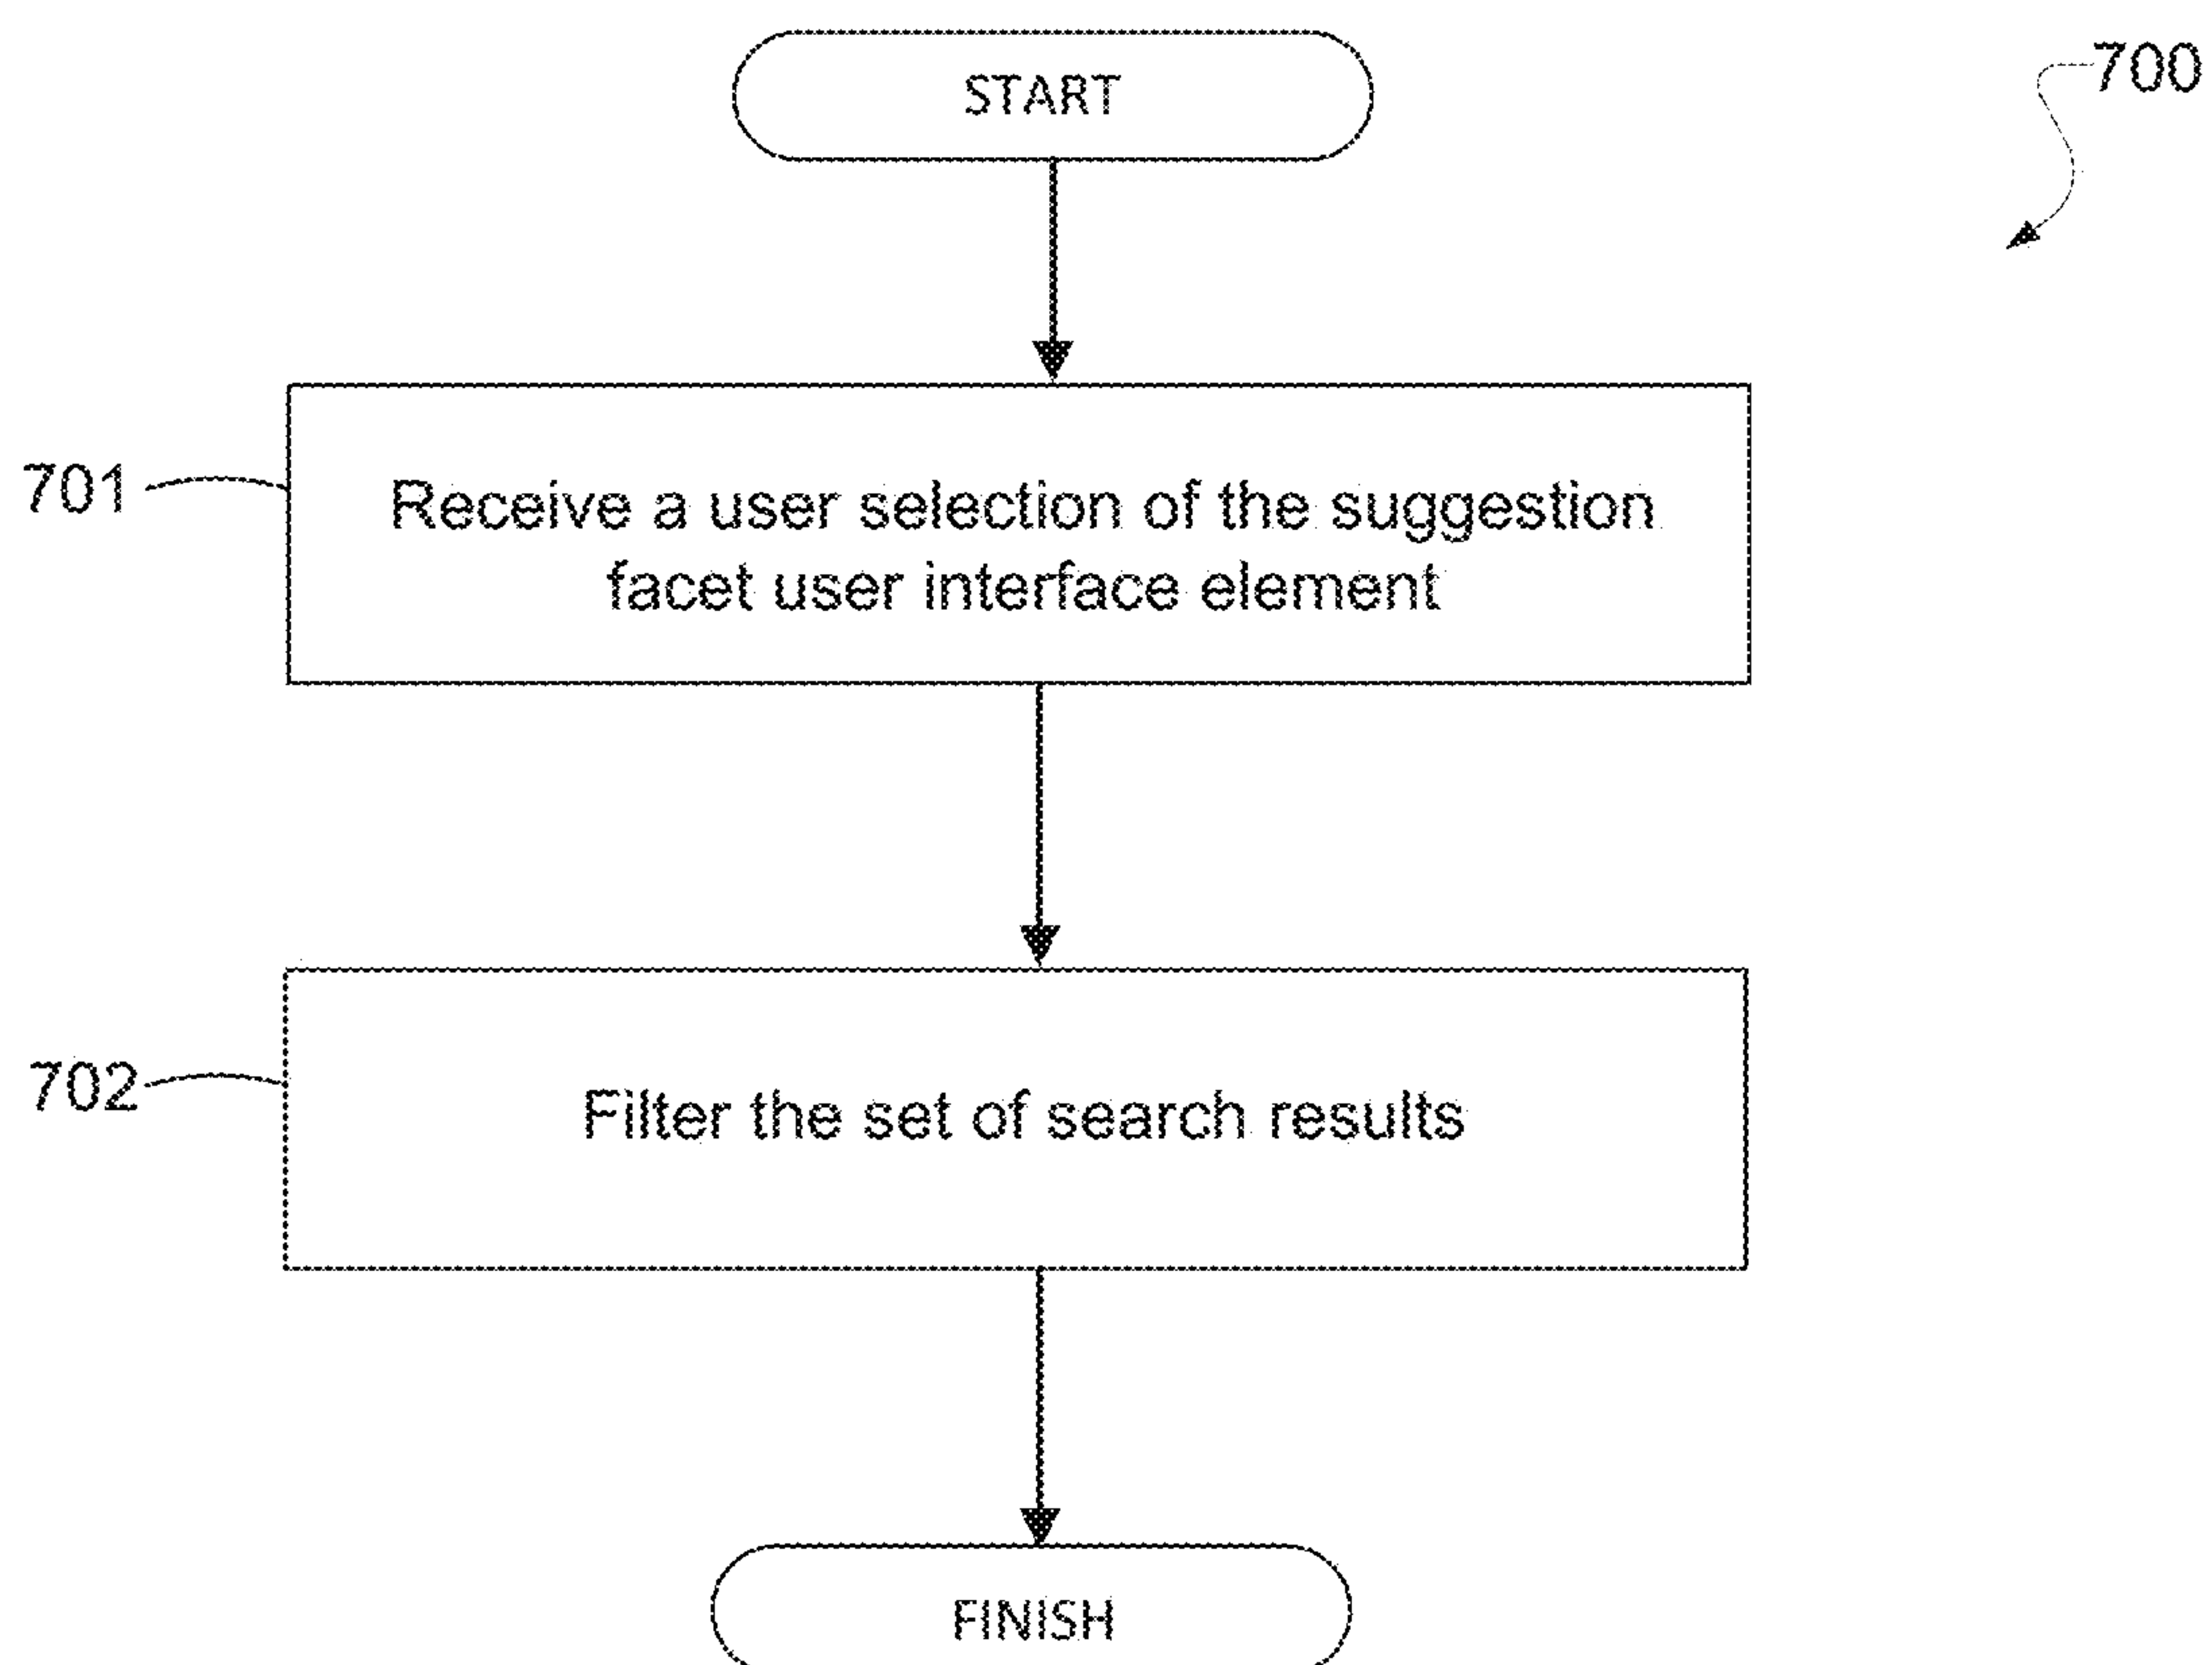 START
700
701
Receive a user selection of the suggestion
facet user interface element
702
Filter the set of search results
FINISH